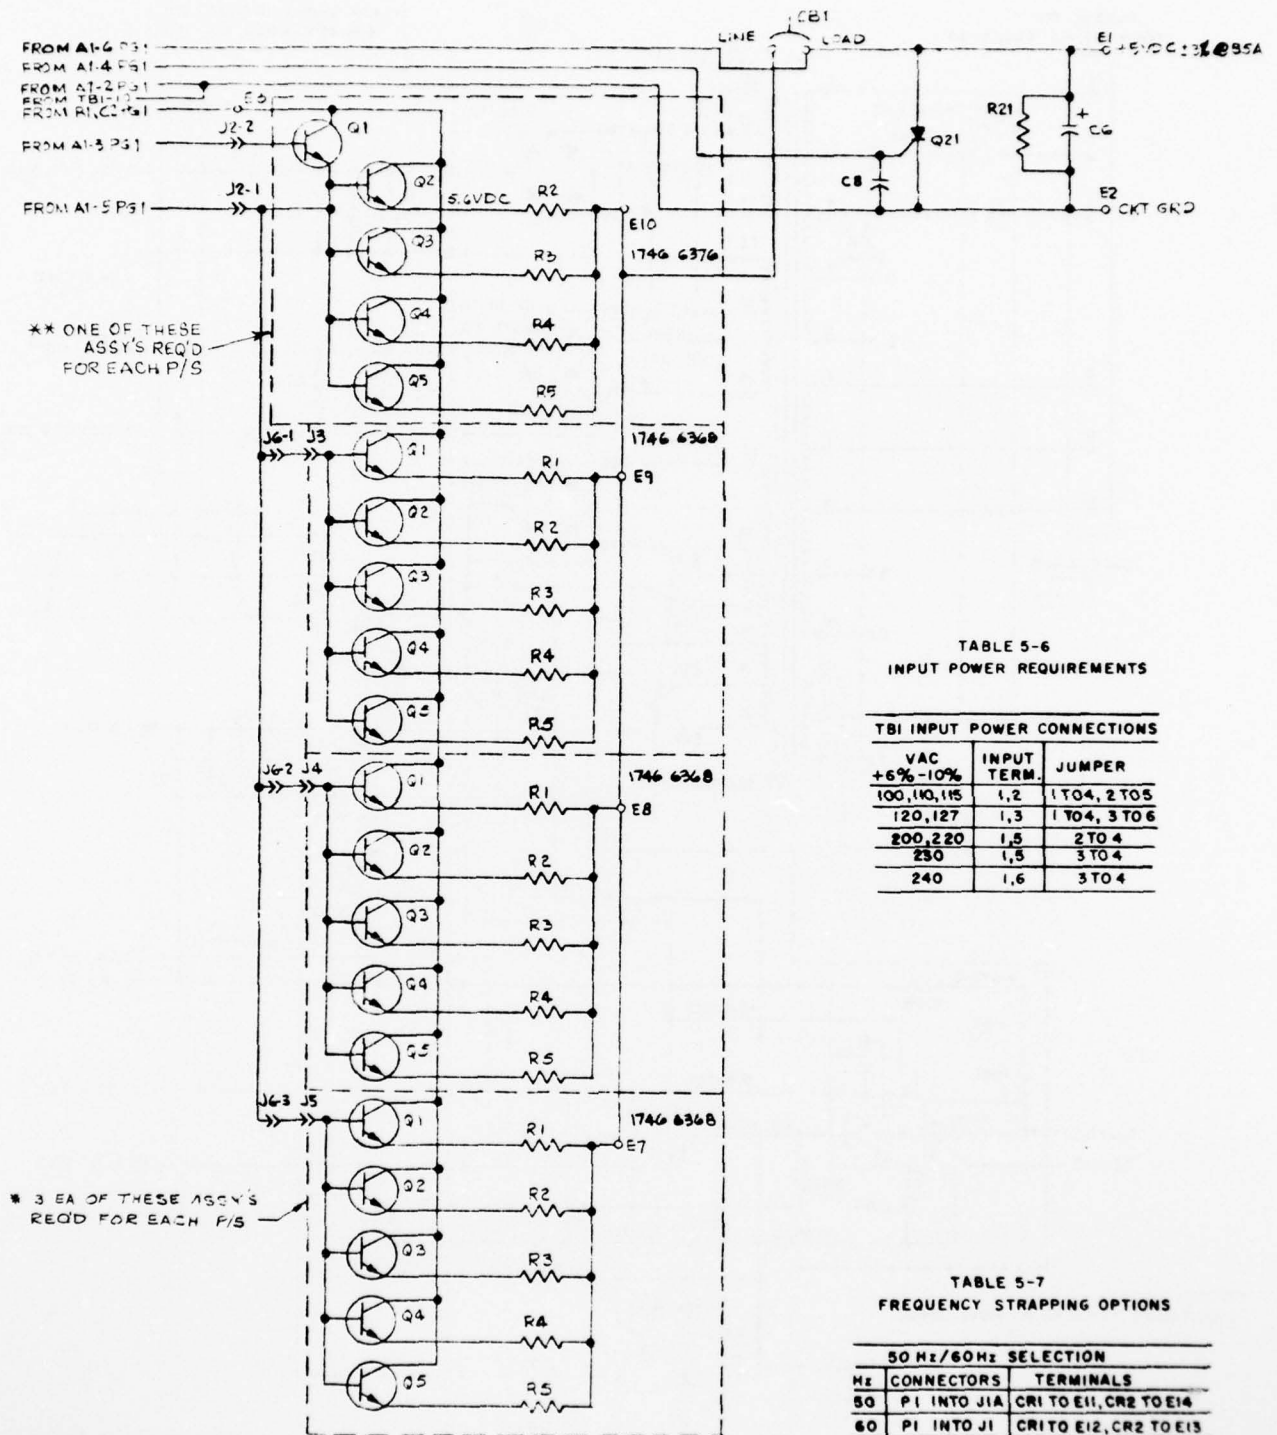 CB1
LINE LOAD
E1
FROM A1-6 PG1
+5VDC ±3% @ 95A
FROM A1-4 PG1
FROM A1-2 PG1
FROM TB1-
E3
FROM R1, PG1
J2-2
Q1
FROM A1-3 PG1
R21
+
C6
Q21
Q2
C8
J2-1
5.6VDC
R2
E2
FROM A1-5 PG1
CKT GRD
E10
Q3
R3
1746 6376
** ONE OF THESE
ASSY'S REQ'D
FOR EACH P/S
Q4
R4
Q5
R5
J6-1 J3
Q1
1746 6368
R1
E9
Q2
R2
Q3
R3
Q4
R4
Q5
R5
J6-2 J4
Q1
1746 6368
R1
E8
Q2
R2
Q3
R3
Q4
R4
Q5
R5
J6-3 J5
Q1
1746 6368
R1
E7
* 3 EA OF THESE ASSY'S
REQ'D FOR EACH P/S
Q2
R2
Q3
R3
Q4
R4
Q5
R5
TABLE 5-6
INPUT POWER REQUIREMENTS
TB1 INPUT POWER CONNECTIONS
VAC +6% -10% INPUT TERM. JUMPER
100,110,115 1,2 1 TO 4, 2 TO 5
120,127 1,3 1 TO 4, 3 TO 6
200,220 1,5 2 TO 4
230 1,5 3 TO 4
240 1,6 3 TO 4
TABLE 5-7
FREQUENCY STRAPPING OPTIONS
50 Hz/60Hz SELECTION
Hz CONNECTORS TERMINALS
50 P1 INTO J1A CR1 TO E11, CR2 TO E14
60 P1 INTO J1 CR1 TO E12, CR2 TO E13